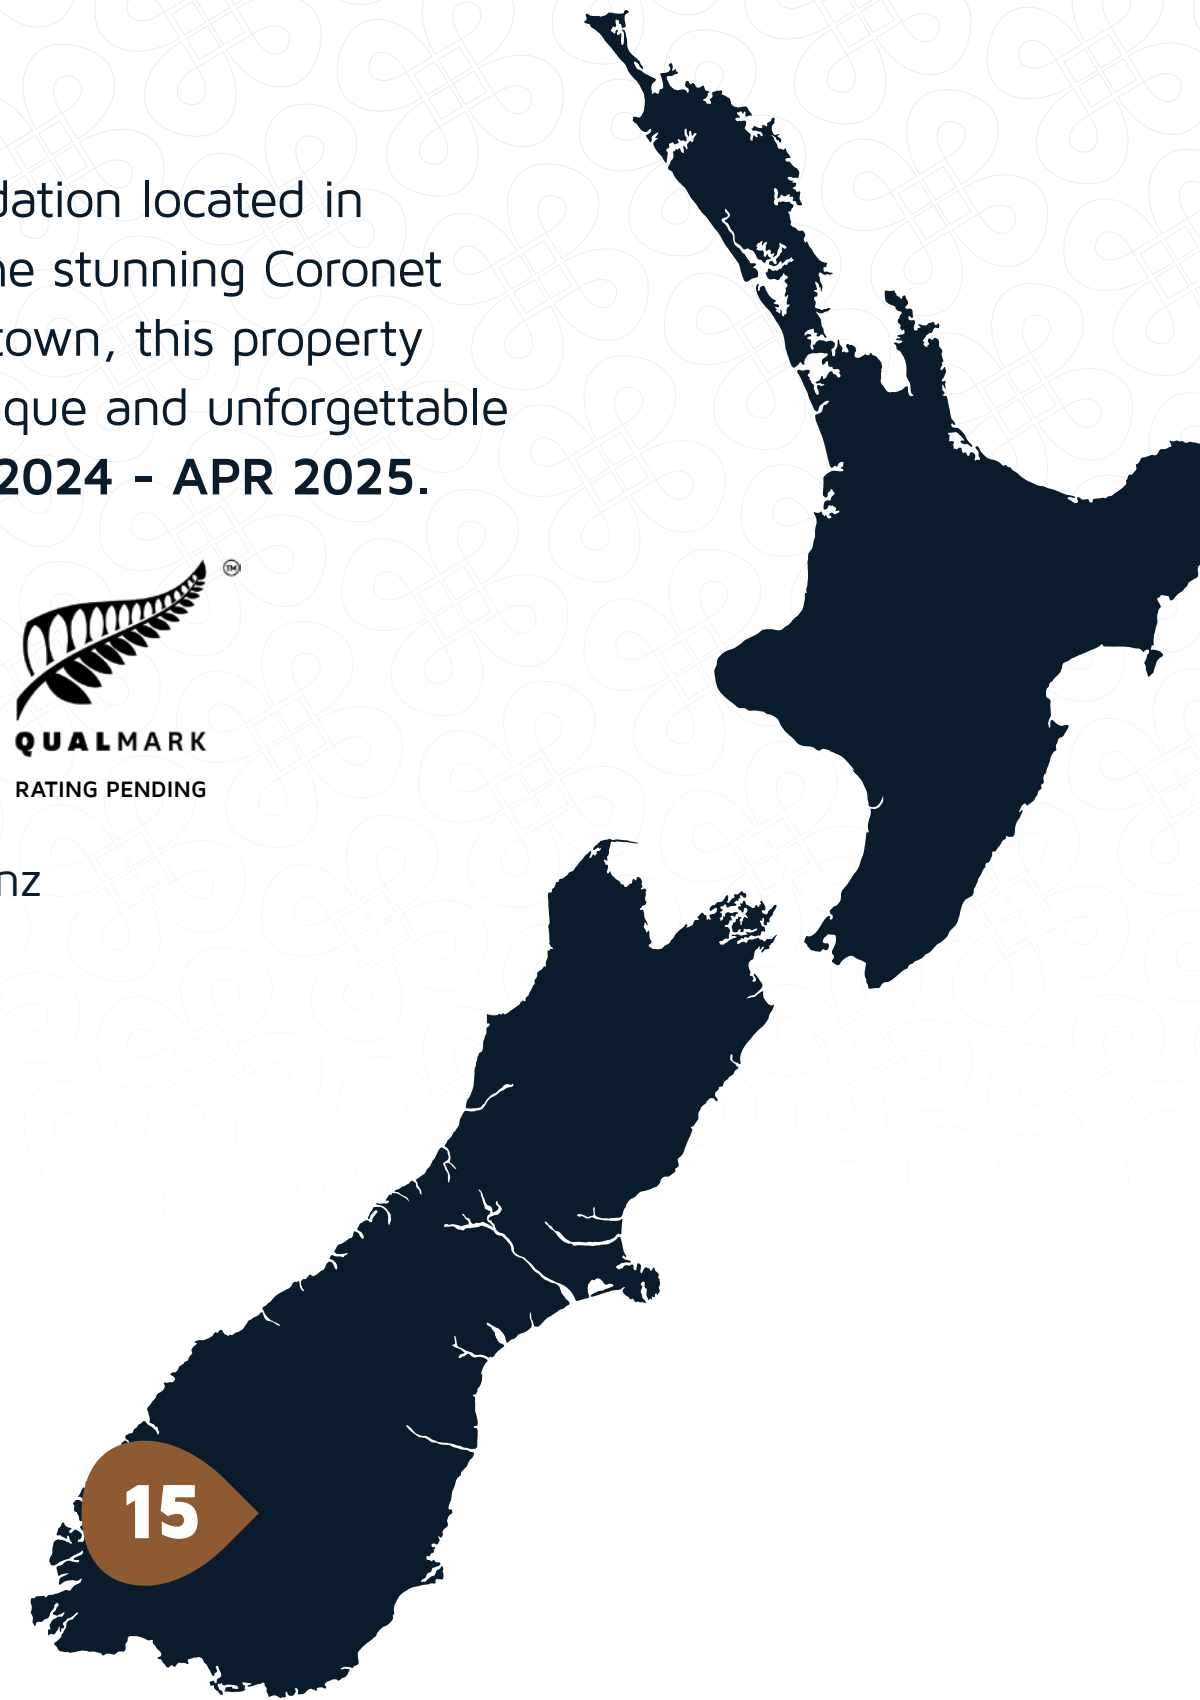 dation located in
he stunning Coronet
town, this property
que and unforgettable
2024 - APR 2025.
TM
QUALMARK
RATING PENDING
nz
15